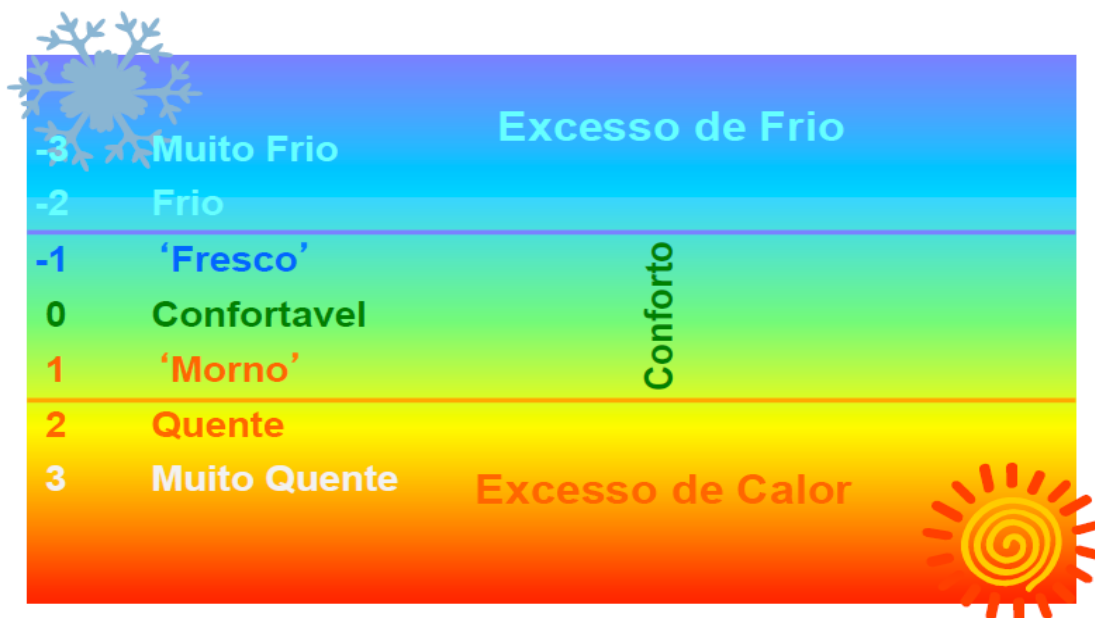 Excesso de Frio
-3 Muito Frio
-2 Frio
-1 ‘Fresco’
0 Confortavel
1 ‘Morno’
Conforto
2 Quente
3 Muito Quente
Excesso de Calor